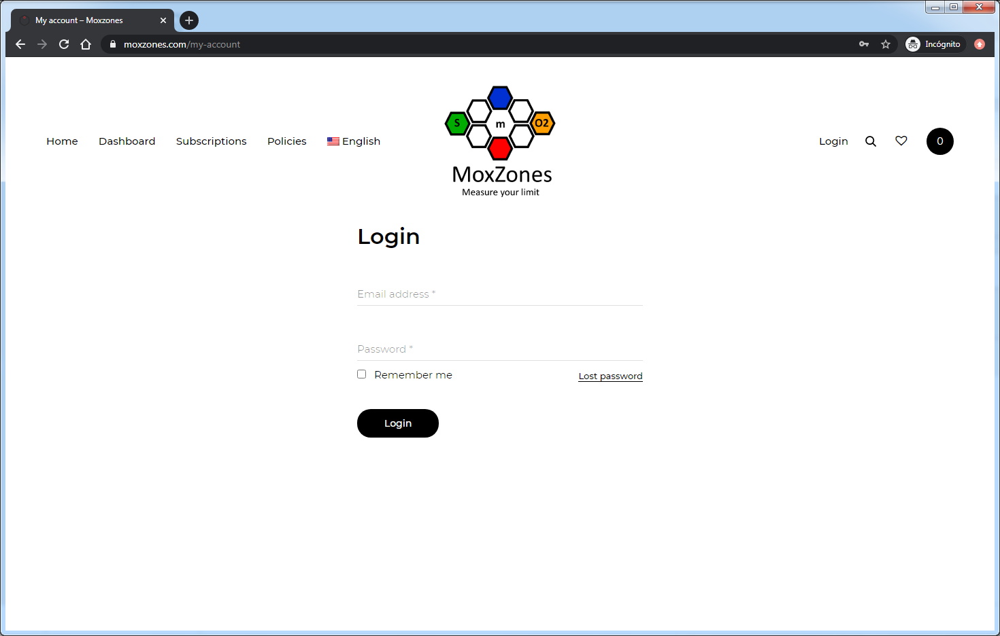 My account – Moxzones
moxzones.com/my-account
Incógnito
Home
Dashboard
Subscriptions
Policies
English
S
m
O2
MoxZones
Measure your limit
Login
0
Login
Email address *
Password *
Remember me
Lost password
Login